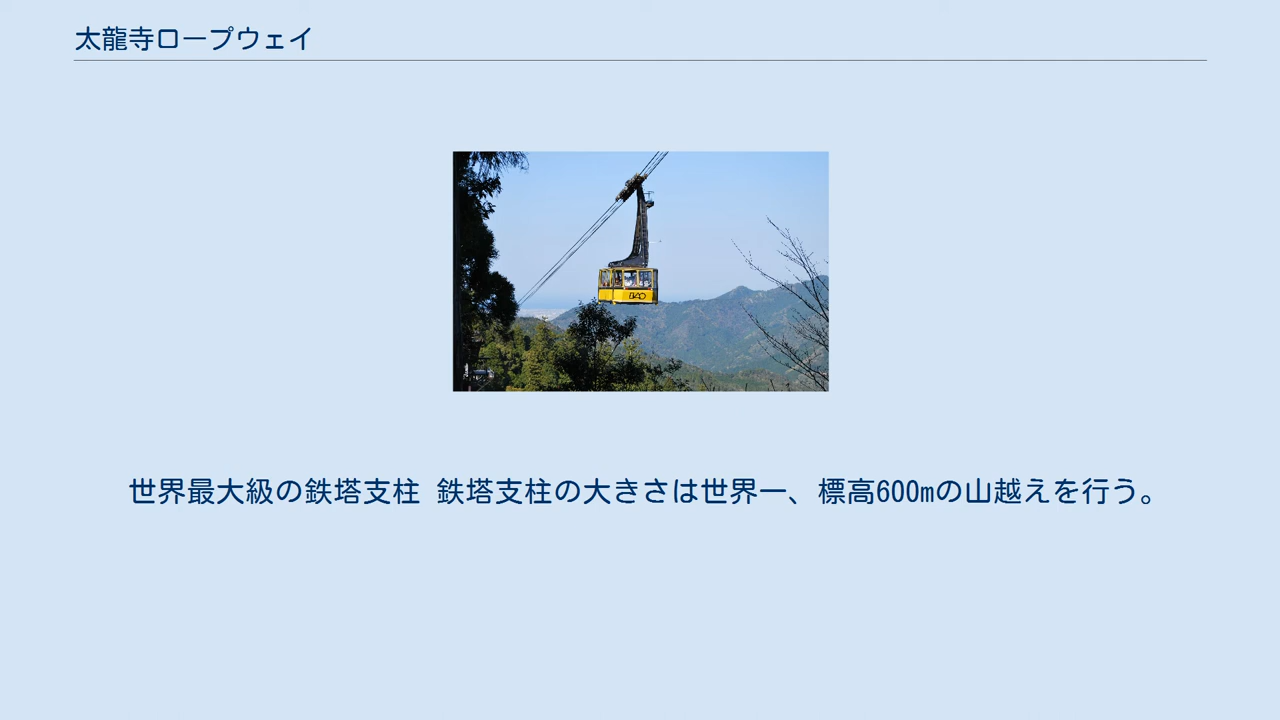 太龍寺ロープウェイ
世界最大級の鉄塔支柱 鉄塔支柱の大きさは世界一、標高600mの山越えを行う。